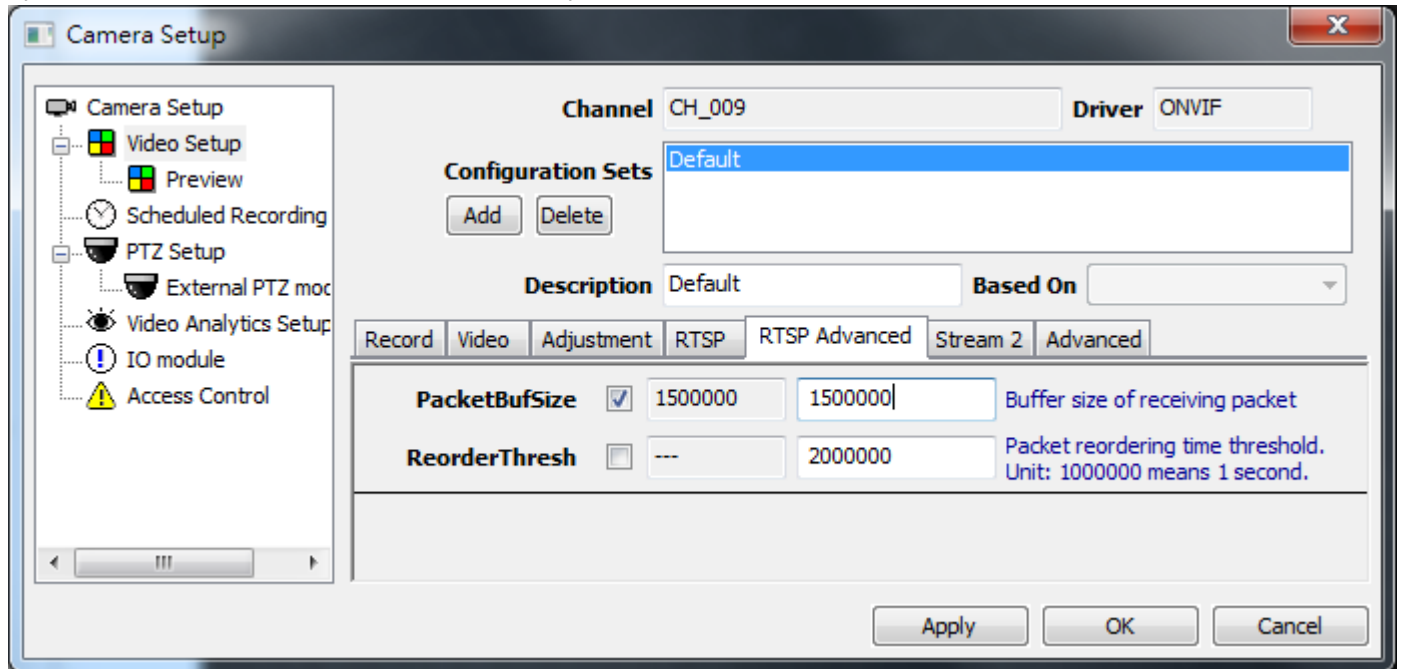 Camera Setup
Camera Setup
Video Setup
Preview
Scheduled Recording
PTZ Setup
External PTZ moc
Video Analytics Setup
IO module
Access Control
Channel CH_009 Driver ONVIF
Configuration Sets Default
Add Delete
Description Default Based On
Record Video Adjustment RTSP RTSP Advanced Stream 2 Advanced
PacketBufSize 1500000 1500000 Buffer size of receiving packet
ReorderThresh --- 2000000 Packet reordering time threshold.
Unit: 1000000 means 1 second.
Apply OK Cancel